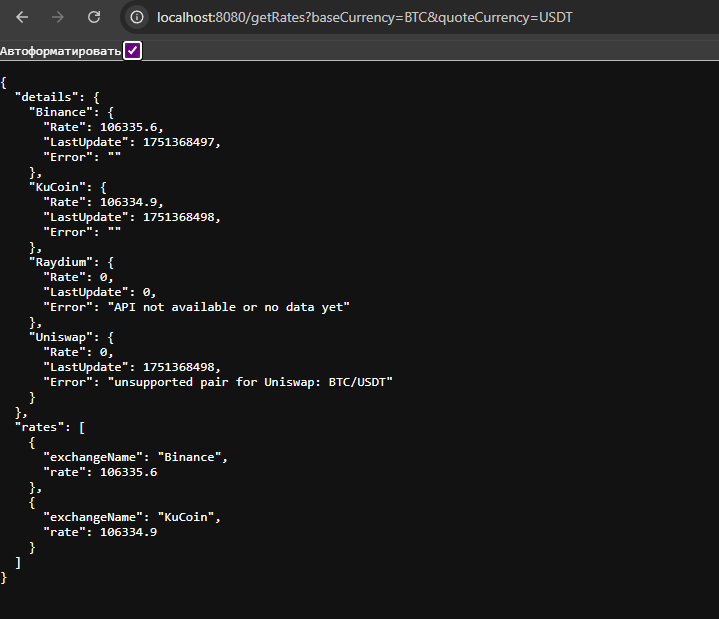 localhost:8080/getRates?baseCurrency=BTC&quoteCurrency=USDT
Автоформатировать
{
  "details": {
    "Binance": {
      "Rate": 106335.6,
      "LastUpdate": 1751368497,
      "Error": ""
    },
    "KuCoin": {
      "Rate": 106334.9,
      "LastUpdate": 1751368498,
      "Error": ""
    },
    "Raydium": {
      "Rate": 0,
      "LastUpdate": 0,
      "Error": "API not available or no data yet"
    },
    "Uniswap": {
      "Rate": 0,
      "LastUpdate": 1751368498,
      "Error": "unsupported pair for Uniswap: BTC/USDT"
    }
  },
  "rates": [
    {
      "exchangeName": "Binance",
      "rate": 106335.6
    },
    {
      "exchangeName": "KuCoin",
      "rate": 106334.9
    }
  ]
}